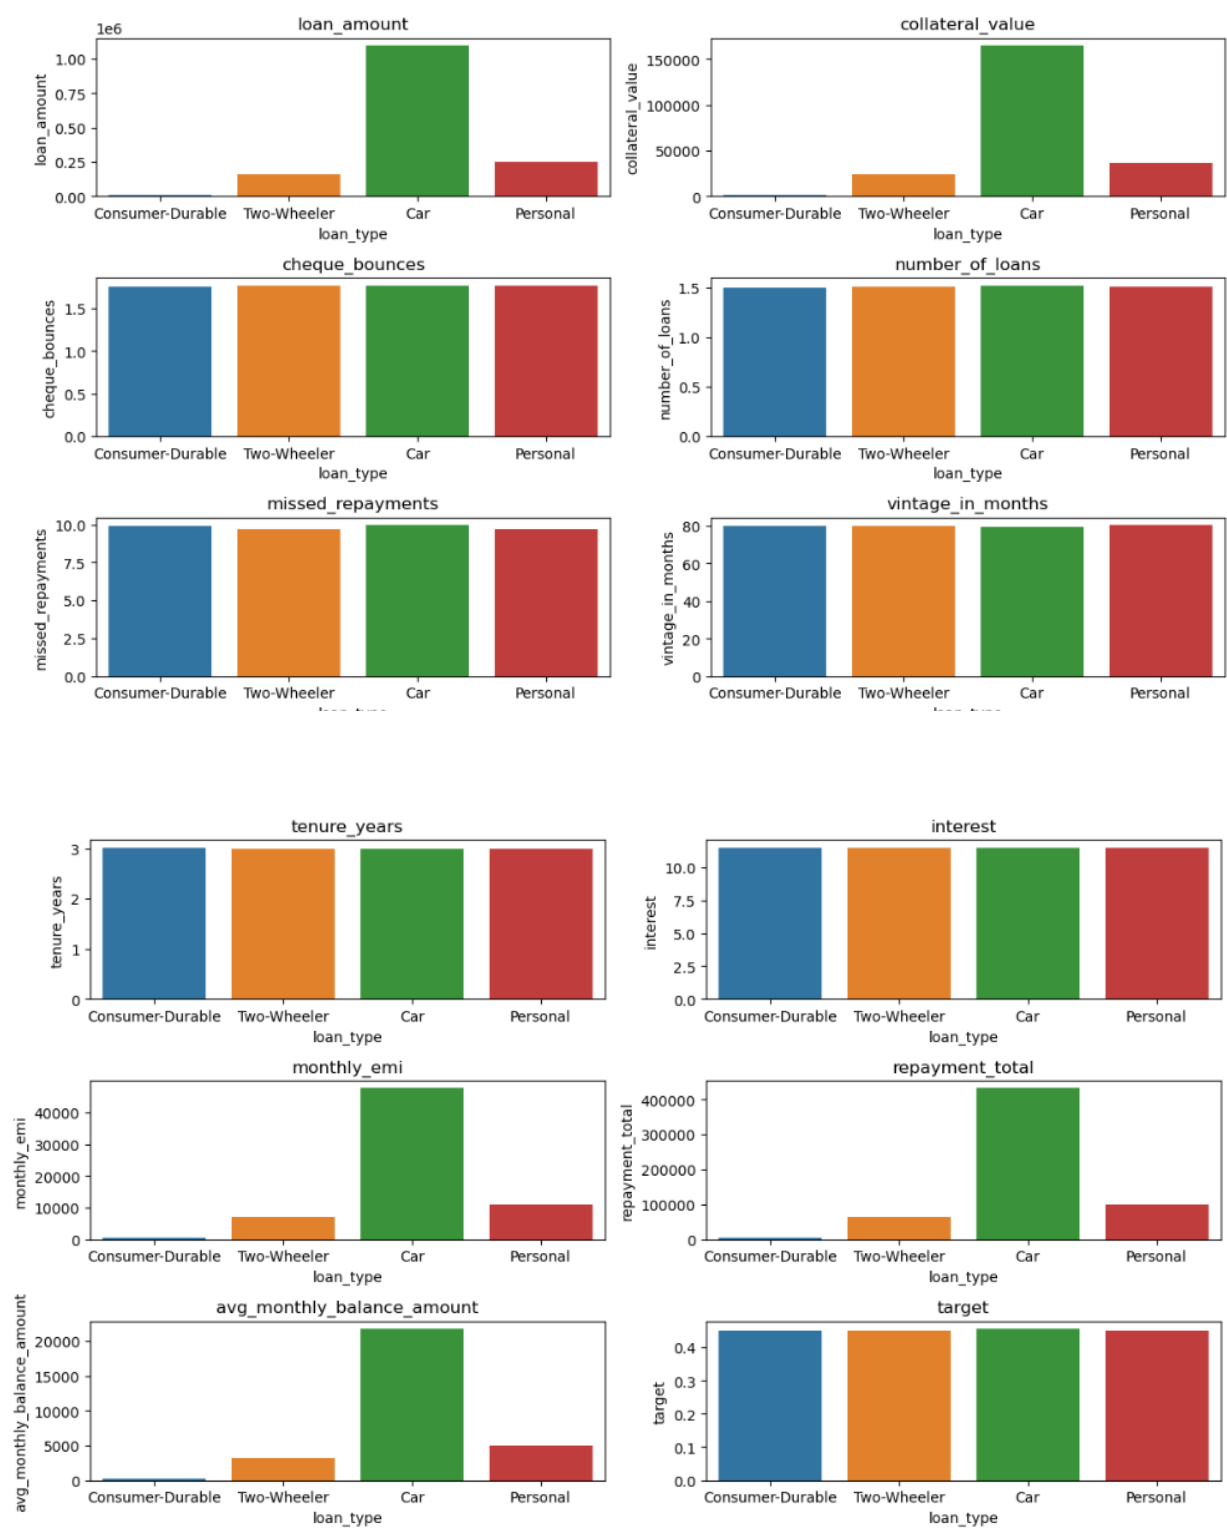 loan_amount
1e6
loan_amount
1.00
0.75
0.50
0.25
0.00
Consumer-Durable Two-Wheeler Car Personal
loan_type
collateral_value
collateral_value
150000
100000
50000
0
Consumer-Durable Two-Wheeler Car Personal
loan_type
cheque_bounces
cheque_bounces
1.5
1.0
0.5
0.0
Consumer-Durable Two-Wheeler Car Personal
loan_type
number_of_loans
number_of_loans
1.5
1.0
0.5
0.0
Consumer-Durable Two-Wheeler Car Personal
loan_type
missed_repayments
missed_repayments
10.0
7.5
5.0
2.5
0.0
Consumer-Durable Two-Wheeler Car Personal
loan_type
vintage_in_months
vintage_in_months
80
60
40
20
0
Consumer-Durable Two-Wheeler Car Personal
loan_type
tenure_years
tenure_years
3
2
1
0
Consumer-Durable Two-Wheeler Car Personal
loan_type
interest
interest
10.0
7.5
5.0
2.5
0.0
Consumer-Durable Two-Wheeler Car Personal
loan_type
monthly_emi
monthly_emi
40000
30000
20000
10000
0
Consumer-Durable Two-Wheeler Car Personal
loan_type
repayment_total
repayment_total
400000
300000
200000
100000
0
Consumer-Durable Two-Wheeler Car Personal
loan_type
avg_monthly_balance_amount
avg_monthly_balance_amount
20000
15000
10000
5000
0
Consumer-Durable Two-Wheeler Car Personal
loan_type
target
target
0.4
0.3
0.2
0.1
0.0
Consumer-Durable Two-Wheeler Car Personal
loan_type